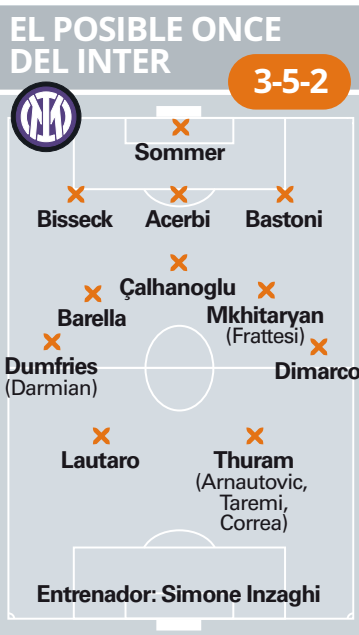 EL POSIBLE ONCE
DEL INTER
3-5-2
Sommer
Bisseck Acerbi Bastoni
Çalhanoglu
Barella Mkhitaryan
(Frattesi)
Dumfries
(Darmian)
Dimarco
Lautaro Thuram
(Arnautovic,
Taremi,
Correa)
Entrenador: Simone Inzaghi